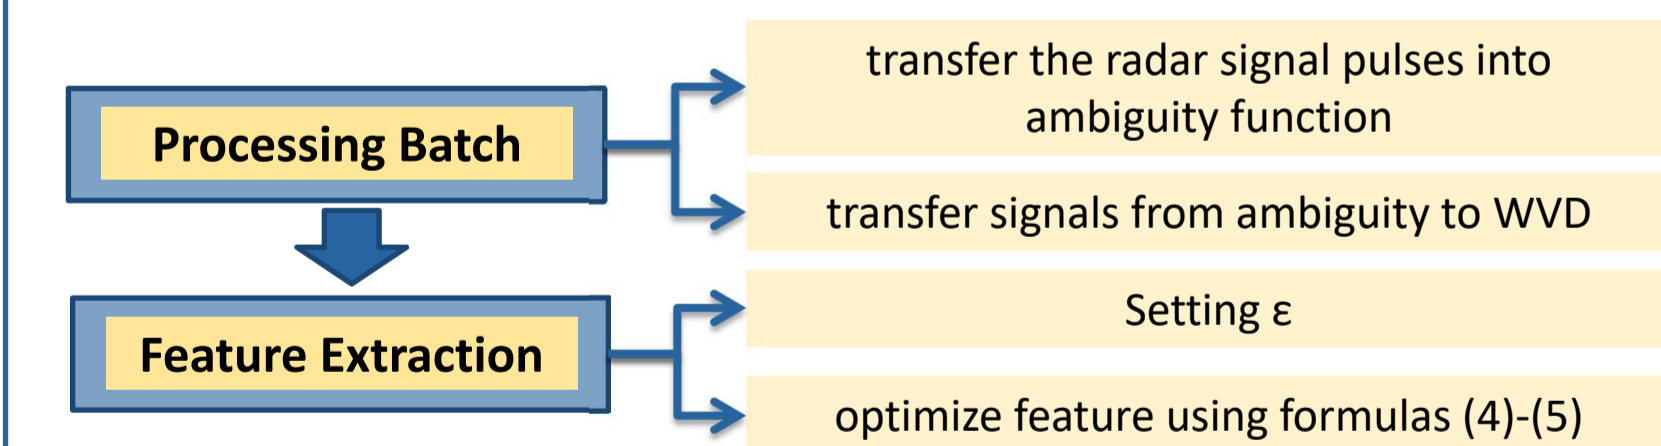 Processing Batch
transfer the radar signal pulses into
ambiguity function
transfer signals from ambiguity to WVD
Feature Extraction
Setting ε
optimize feature using formulas (4)-(5)